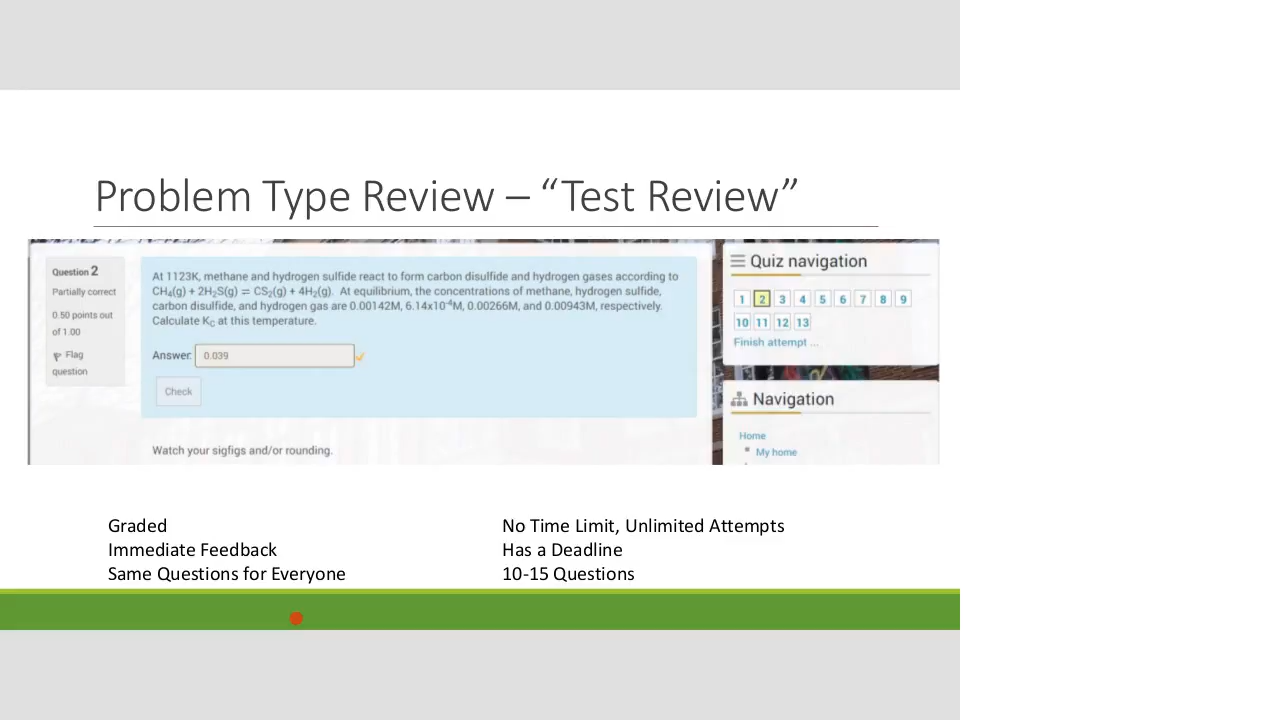 Problem Type Review – “Test Review”
Question 2
Partially correct
0.50 points out
of 1.00
Flag
question
At 1123K, methane and hydrogen sulfide react to form carbon disulfide and hydrogen gases according to
CH₄(g) + 2H₂S(g) = CS₂(g) + 4H₂(g). At equilibrium, the concentrations of methane, hydrogen sulfide,
carbon disulfide, and hydrogen gas are 0.00142M, 6.14x10⁻⁴M, 0.00266M, and 0.00943M, respectively.
Calculate K_C at this temperature.
Answer: 0.039
Check
Watch your sigfigs and/or rounding.
Quiz navigation
1 2 3 4 5 6 7 8 9
10 11 12 13
Finish attempt ...
Navigation
Home
My home
Graded
Immediate Feedback
Same Questions for Everyone
No Time Limit, Unlimited Attempts
Has a Deadline
10-15 Questions